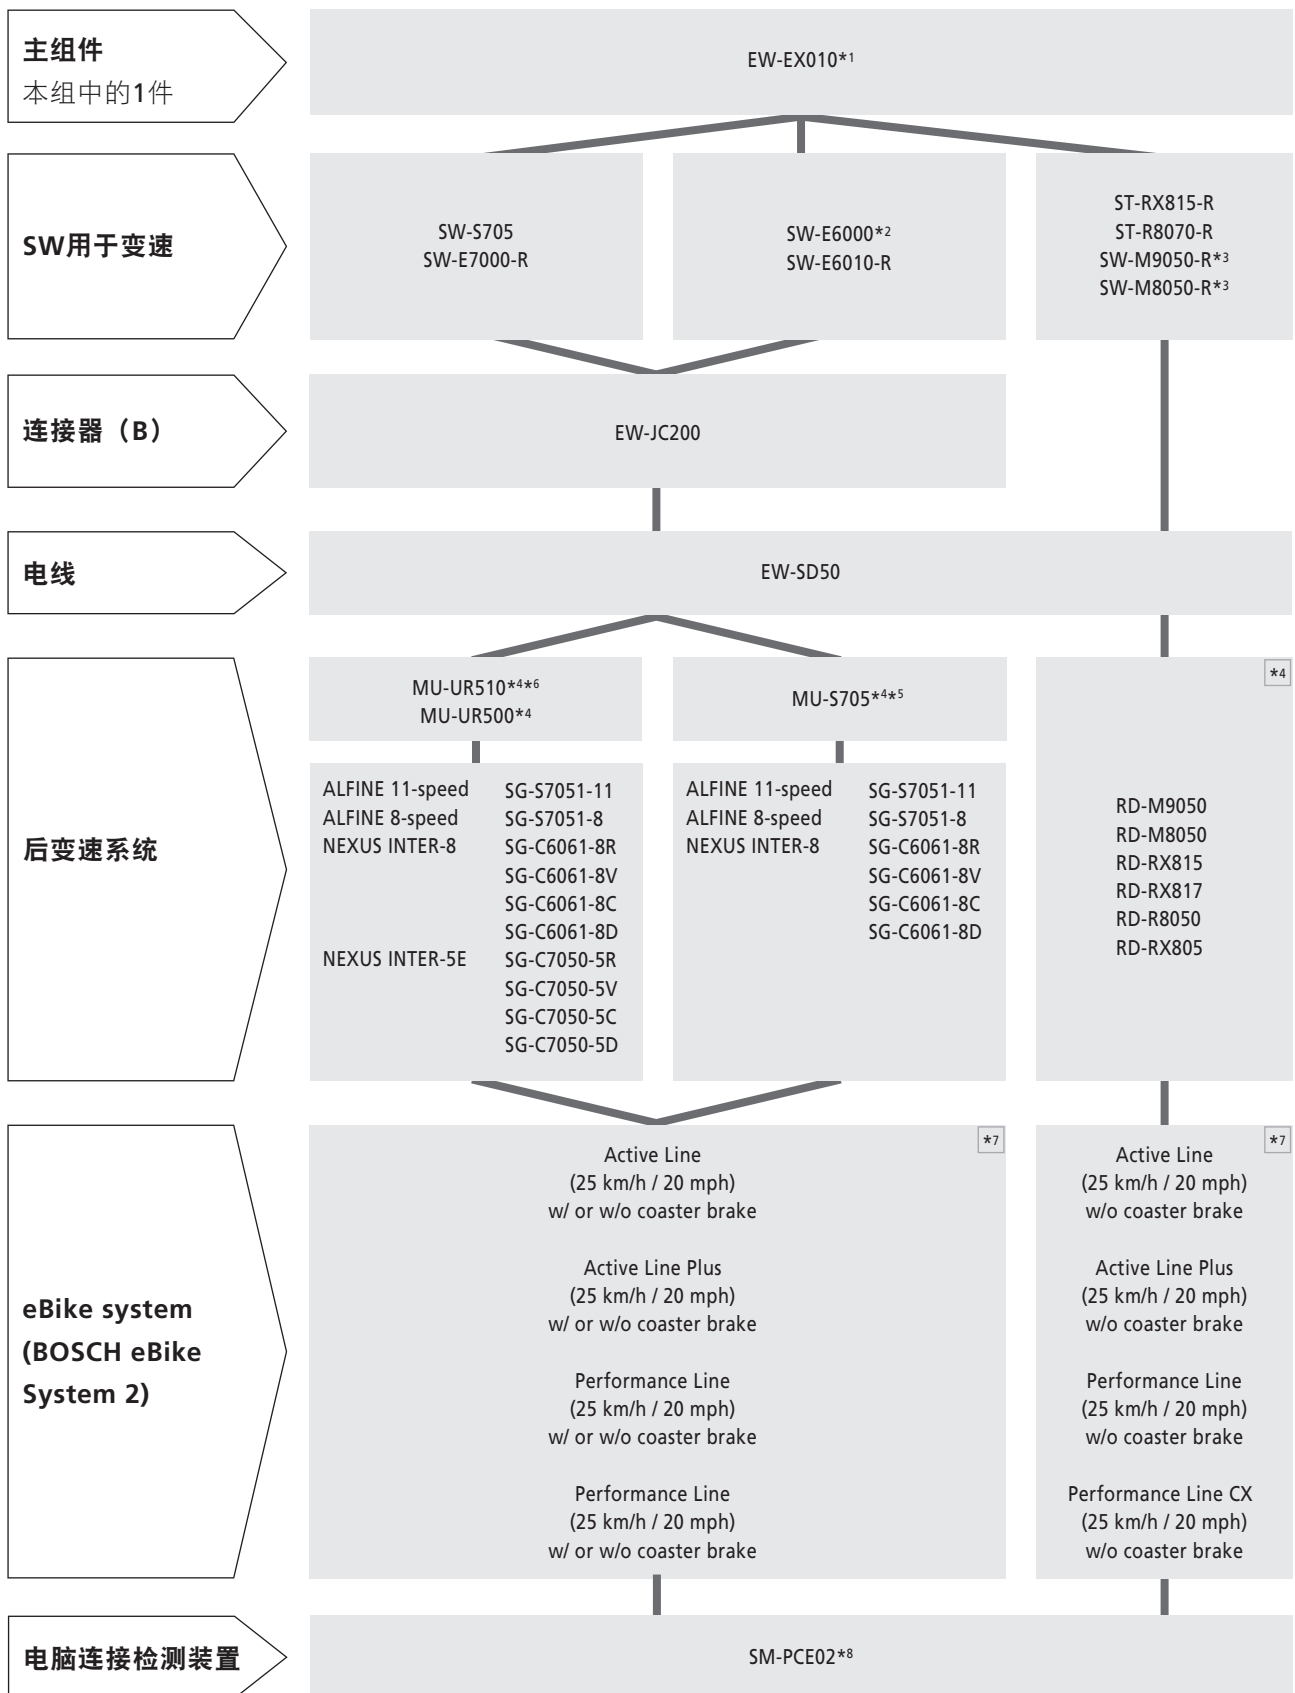 主组件
本组中的1件
EW-EX010*1
SW用于变速
SW-S705
SW-E7000-R
SW-E6000*2
SW-E6010-R
ST-RX815-R
ST-R8070-R
SW-M9050-R*3
SW-M8050-R*3
连接器（B）
EW-JC200
电线
EW-SD50
后变速系统
MU-UR510*4*6
MU-UR500*4
ALFINE 11-speed SG-S7051-11
ALFINE 8-speed SG-S7051-8
NEXUS INTER-8 SG-C6061-8R
SG-C6061-8V
SG-C6061-8C
SG-C6061-8D
NEXUS INTER-5E SG-C7050-5R
SG-C7050-5V
SG-C7050-5C
SG-C7050-5D
MU-S705*4*5
ALFINE 11-speed SG-S7051-11
ALFINE 8-speed SG-S7051-8
NEXUS INTER-8 SG-C6061-8R
SG-C6061-8V
SG-C6061-8C
SG-C6061-8D
*4
RD-M9050
RD-M8050
RD-RX815
RD-RX817
RD-R8050
RD-RX805
eBike system
(BOSCH eBike
System 2)
*7
Active Line
(25 km/h / 20 mph)
w/ or w/o coaster brake
Active Line Plus
(25 km/h / 20 mph)
w/ or w/o coaster brake
Performance Line
(25 km/h / 20 mph)
w/ or w/o coaster brake
Performance Line
(25 km/h / 20 mph)
w/ or w/o coaster brake
*7
Active Line
(25 km/h / 20 mph)
w/o coaster brake
Active Line Plus
(25 km/h / 20 mph)
w/o coaster brake
Performance Line
(25 km/h / 20 mph)
w/o coaster brake
Performance Line CX
(25 km/h / 20 mph)
w/o coaster brake
电脑连接检测装置
SM-PCE02*8